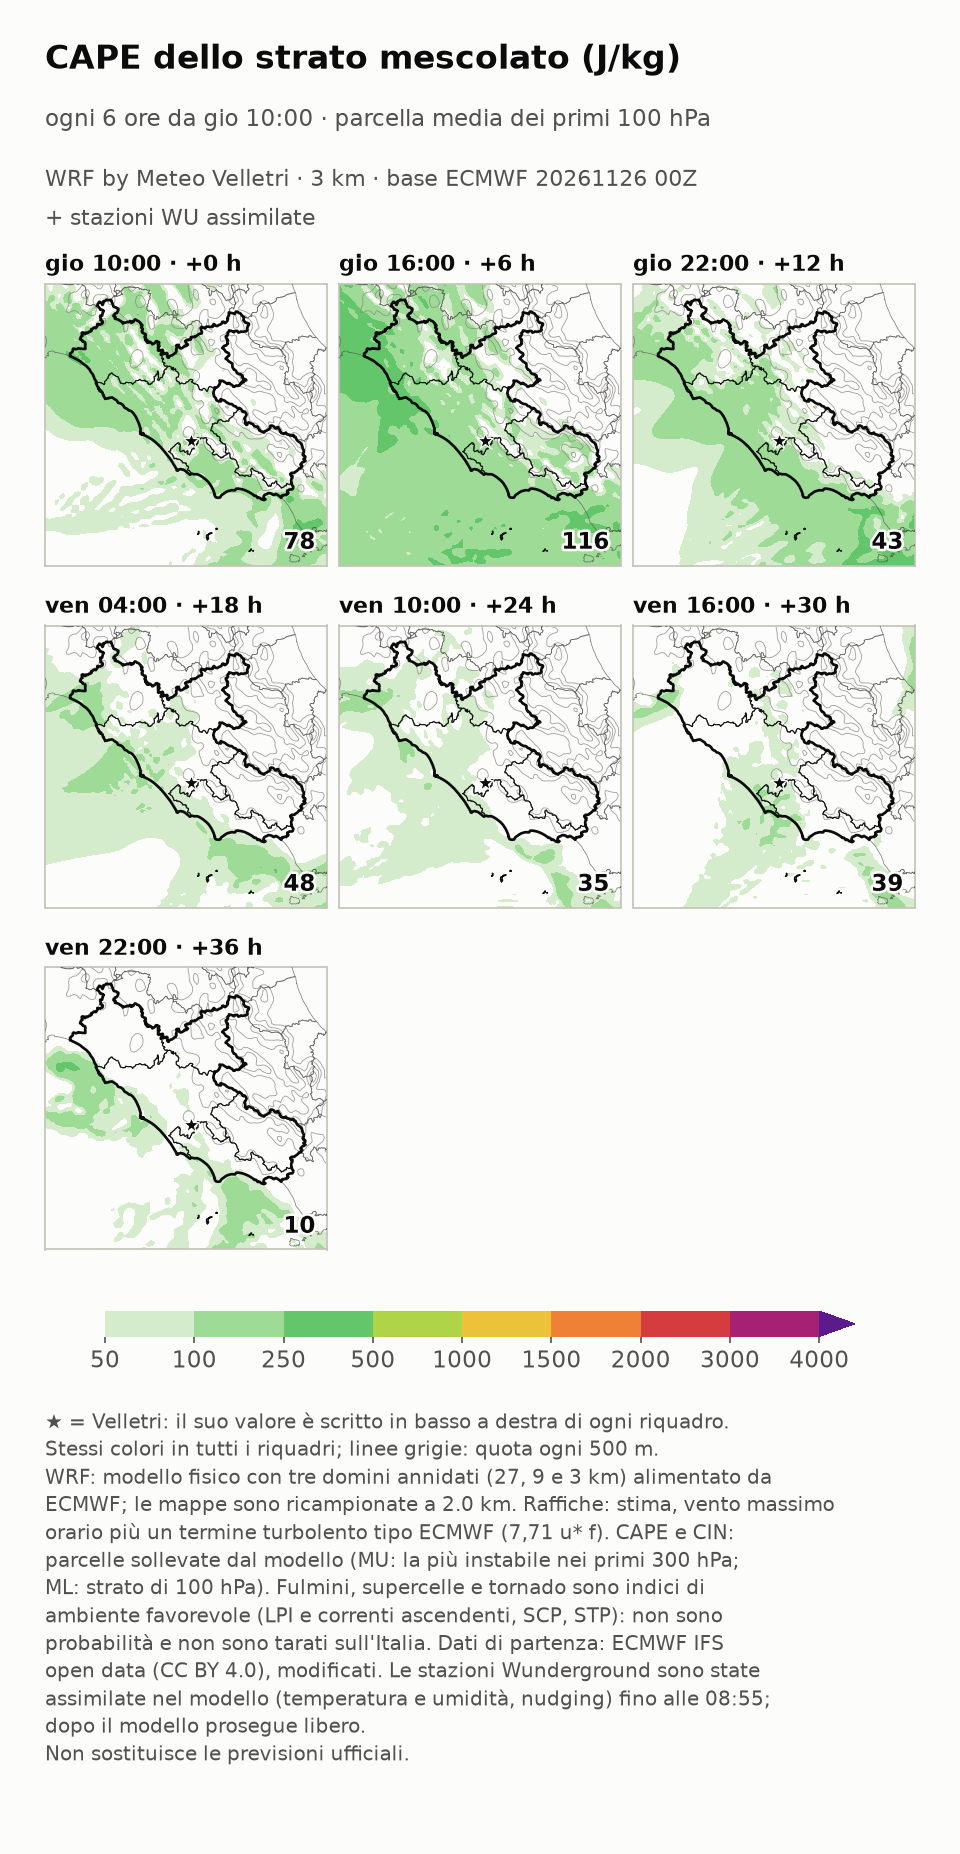 CAPE dello strato mescolato (J/kg)
ogni 6 ore da gio 10:00 · parcella media dei primi 100 hPa
WRF by Meteo Velletri · 3 km · base ECMWF 20261126 00Z
+ stazioni WU assimilate
gio 10:00 · +0 h
gio 16:00 · +6 h
gio 22:00 · +12 h
78
116
43
ven 04:00 · +18 h
ven 10:00 · +24 h
ven 16:00 · +30 h
48
35
39
ven 22:00 · +36 h
10
50 100 250 500 1000 1500 2000 3000 4000
★ = Velletri: il suo valore è scritto in basso a destra di ogni riquadro.
Stessi colori in tutti i riquadri; linee grigie: quota ogni 500 m.
WRF: modello fisico con tre domini annidati (27, 9 e 3 km) alimentato da
ECMWF; le mappe sono ricampionate a 2.0 km. Raffiche: stima, vento massimo
orario più un termine turbolento tipo ECMWF (7,71 u* f). CAPE e CIN:
parcelle sollevate dal modello (MU: la più instabile nei primi 300 hPa;
ML: strato di 100 hPa). Fulmini, supercelle e tornado sono indici di
ambiente favorevole (LPI e correnti ascendenti, SCP, STP): non sono
probabilità e non sono tarati sull'Italia. Dati di partenza: ECMWF IFS
open data (CC BY 4.0), modificati. Le stazioni Wunderground sono state
assimilate nel modello (temperatura e umidità, nudging) fino alle 08:55;
dopo il modello prosegue libero.
Non sostituisce le previsioni ufficiali.